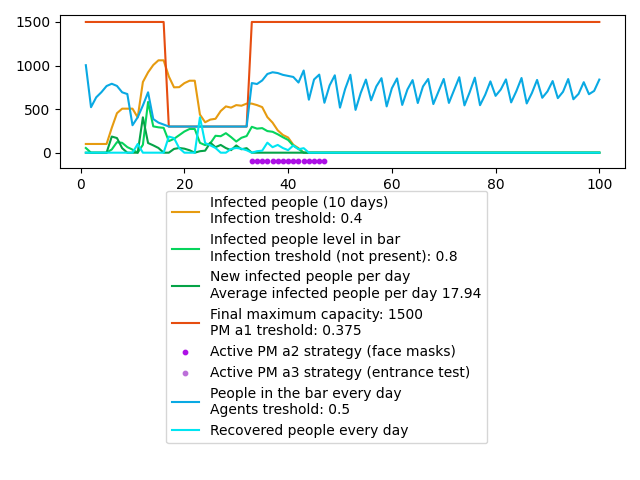 1500
1000
500
0
0
20
40
60
80
100
Infected people (10 days)
Infection treshold: 0.4
Infected people level in bar
Infection treshold (not present): 0.8
New infected people per day
Average infected people per day 17.94
Final maximum capacity: 1500
PM a1 treshold: 0.375
Active PM a2 strategy (face masks)
Active PM a3 strategy (entrance test)
People in the bar every day
Agents treshold: 0.5
Recovered people every day